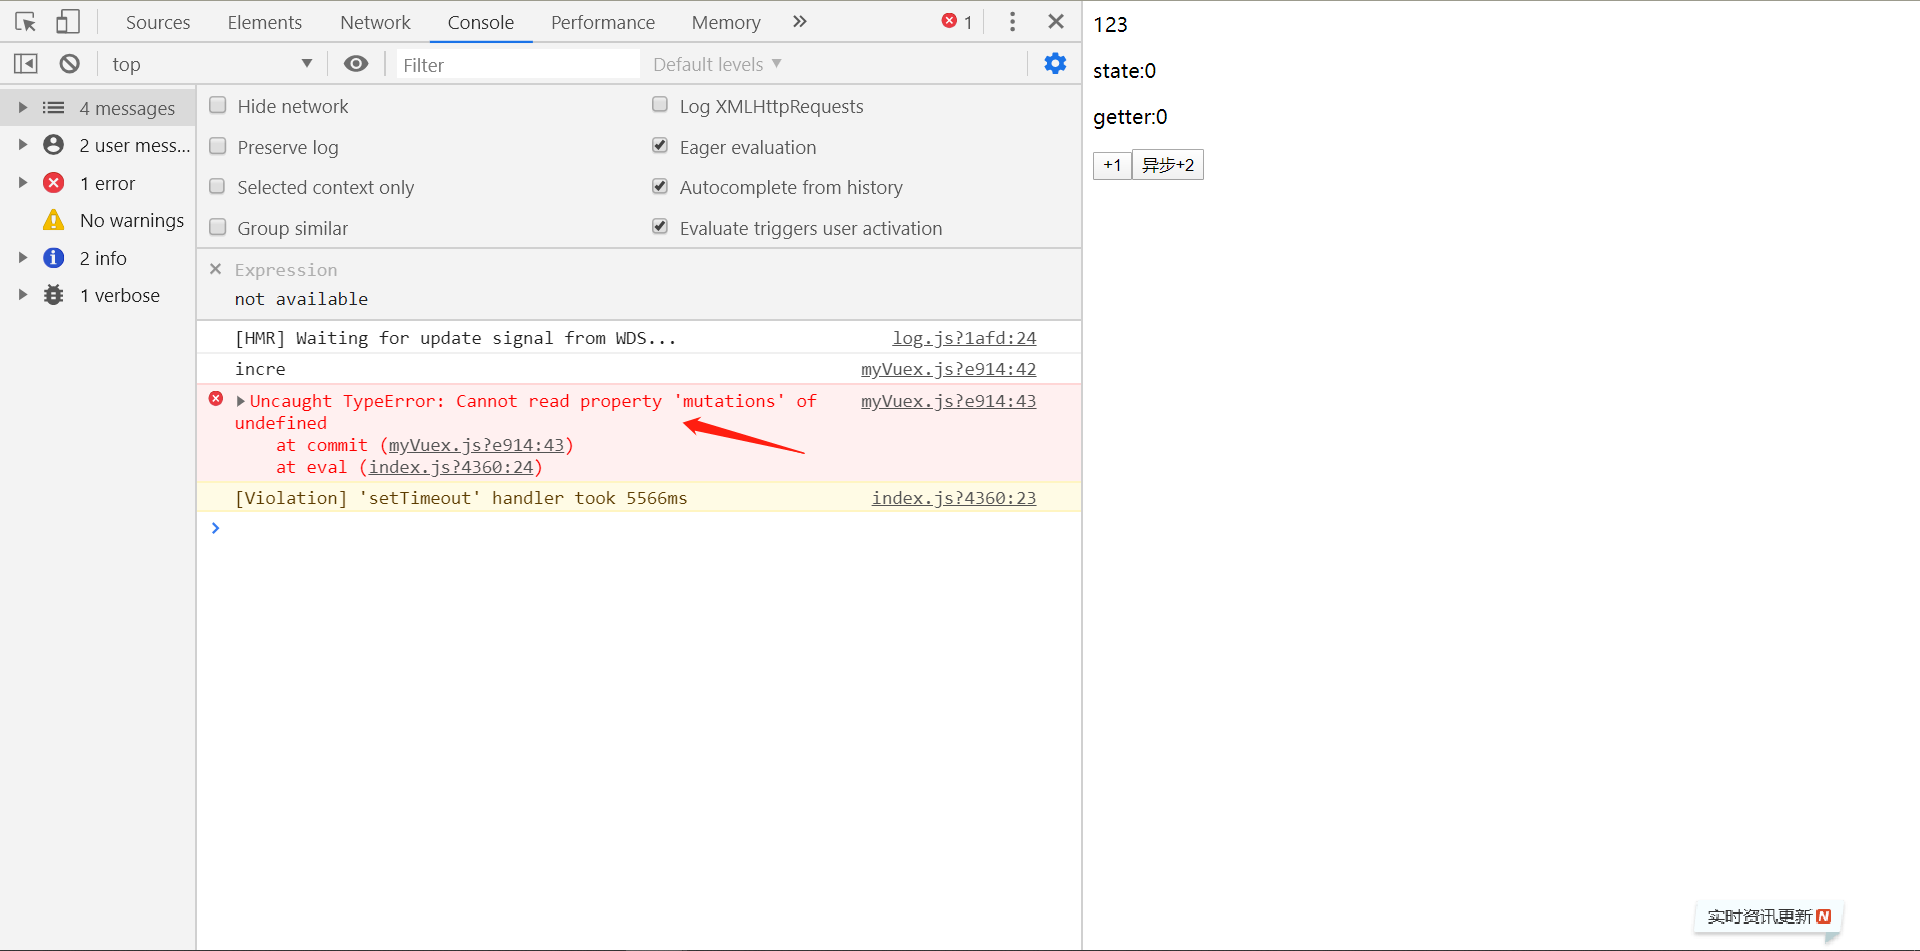 Sources Elements Network Console Performance Memory » 1
top Filter Default levels
4 messages
2 user mess...
1 error
No warnings
2 info
1 verbose
Hide network Log XMLHttpRequests
Preserve log Eager evaluation
Selected context only Autocomplete from history
Group similar Evaluate triggers user activation
Expression
not available
[HMR] Waiting for update signal from WDS... log.js?1afd:24
incre myVuex.js?e914:42
Uncaught TypeError: Cannot read property 'mutations' of myVuex.js?e914:43
undefined
at commit (myVuex.js?e914:43)
at eval (index.js?4360:24)
[Violation] 'setTimeout' handler took 5566ms index.js?4360:23
123
state:0
getter:0
+1 异步+2
实时资讯更新 N